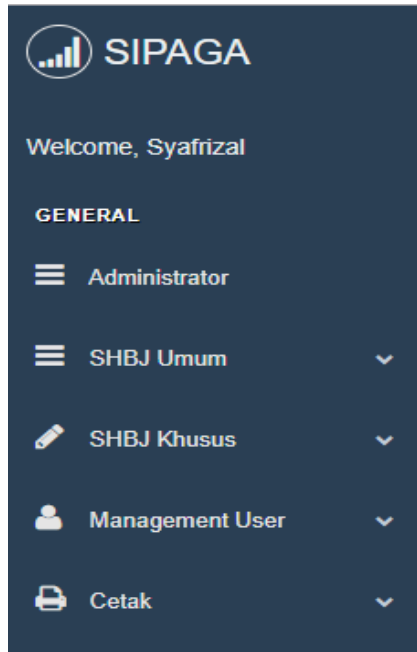 SIPAGA
Welcome, Syafrizal
GENERAL
Administrator
SHBJ Umum
SHBJ Khusus
Management User
Cetak